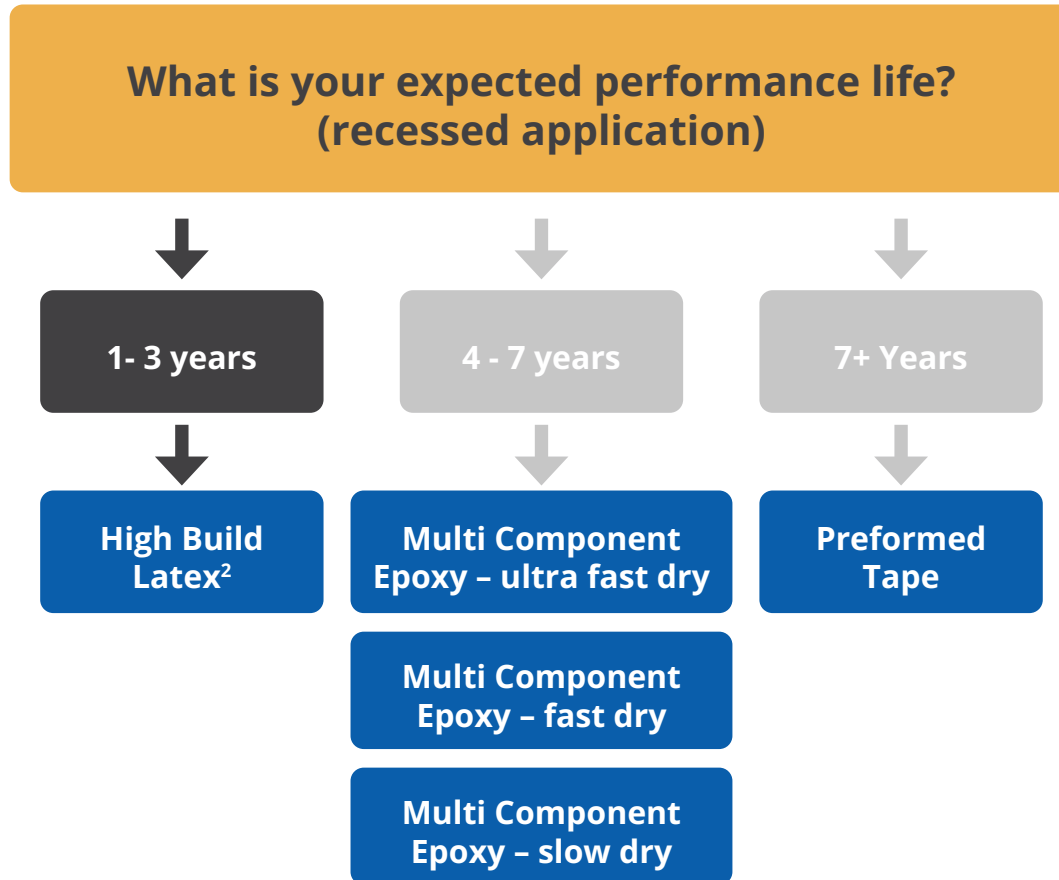 What is your expected performance life?
(recessed application)
1- 3 years
4 - 7 years
7+ Years
High Build
Latex²
Multi Component
Epoxy – ultra fast dry
Preformed
Tape
Multi Component
Epoxy – fast dry
Multi Component
Epoxy – slow dry